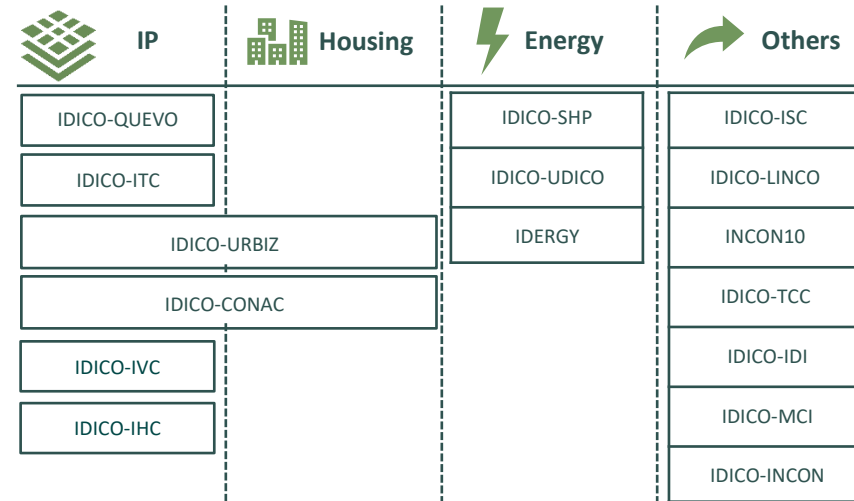 IP
Housing
Energy
Others
IDICO-QUEVO
IDICO-ITC
IDICO-URBIZ
IDICO-CONAC
IDICO-IVC
IDICO-IHC
IDICO-SHP
IDICO-UDICO
IDERGY
IDICO-ISC
IDICO-LINCO
INCON10
IDICO-TCC
IDICO-IDI
IDICO-MCI
IDICO-INCON